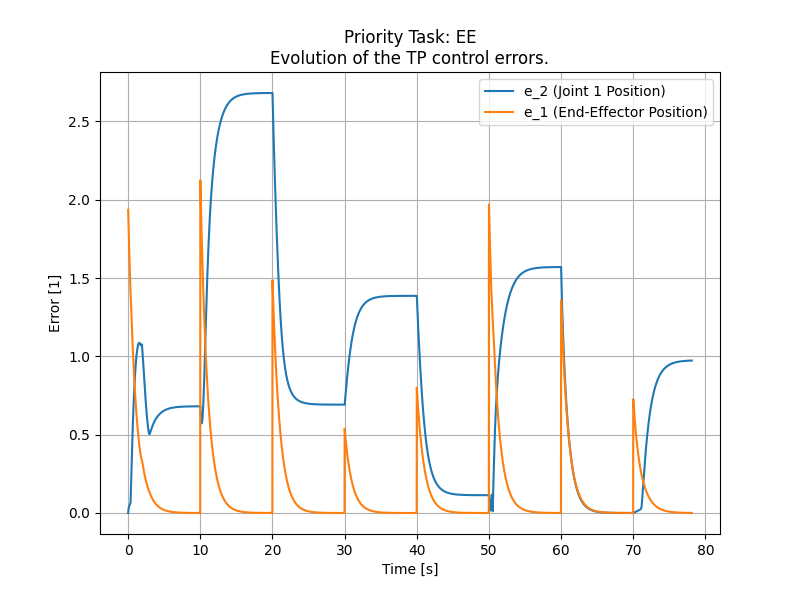 Priority Task: EE
Evolution of the TP control errors.
e_2 (Joint 1 Position)
e_1 (End-Effector Position)
2.5
2.0
1.5
1.0
0.5
0.0
Error [1]
0 10 20 30 40 50 60 70 80
Time [s]